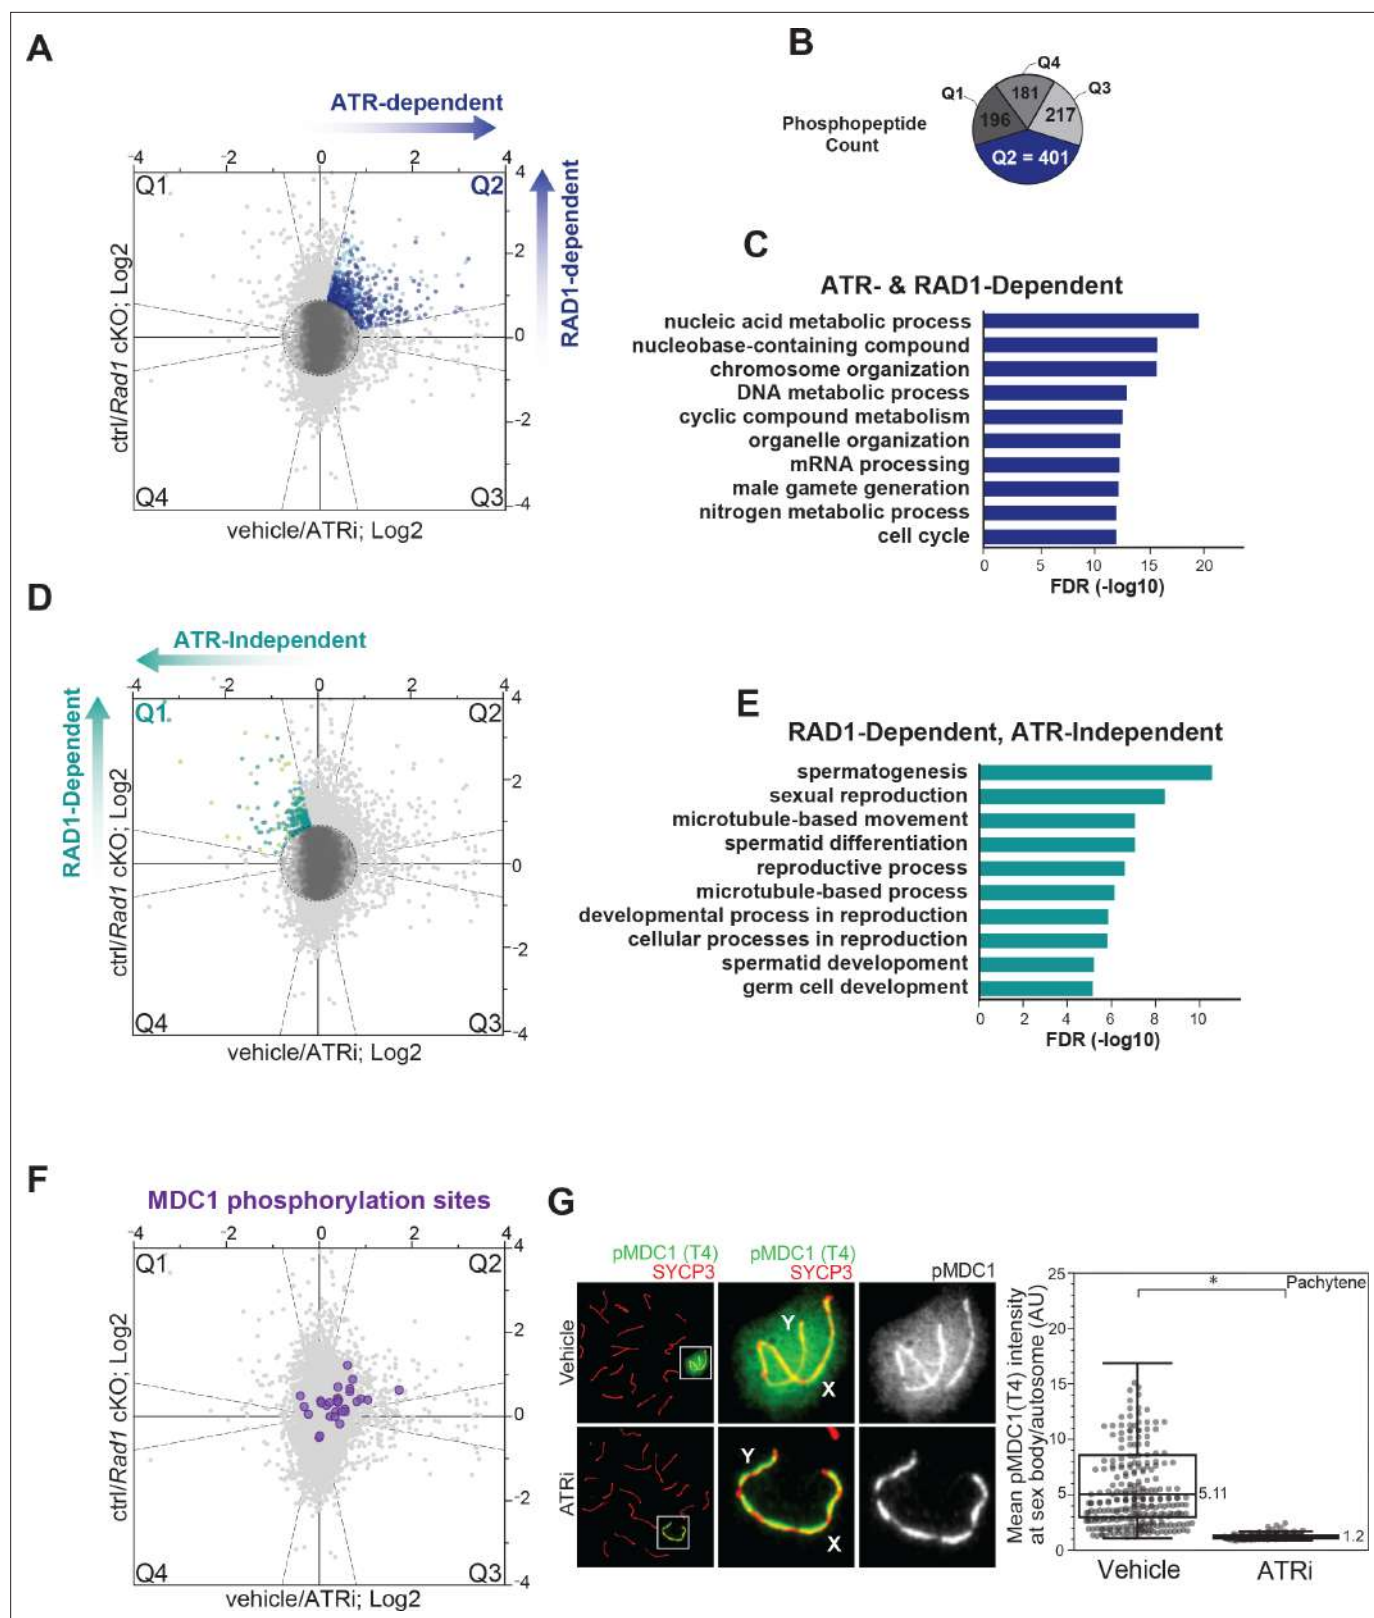 A
ATR-dependent
-4 -2 0 2 4
Q1 Q2
4
2
0
-2
-4
RAD1-dependent
ctrl/Rad1 cKO; Log2
Q4 Q3
vehicle/ATRi; Log2
B
Phosphopeptide
Count
Q1
Q4
Q3
196
181
217
Q2 = 401
C
ATR- & RAD1-Dependent
nucleic acid metabolic process
nucleobase-containing compound
chromosome organization
DNA metabolic process
cyclic compound metabolism
organelle organization
mRNA processing
male gamete generation
nitrogen metabolic process
cell cycle
0 5 10 15 20
FDR (-log10)
D
ATR-Independent
-4 -2 0 2 4
RAD1-Dependent
Q1 Q2
4
2
0
-2
-4
ctrl/Rad1 cKO; Log2
Q4 Q3
vehicle/ATRi; Log2
E
RAD1-Dependent, ATR-Independent
spermatogenesis
sexual reproduction
microtubule-based movement
spermatid differentiation
reproductive process
microtubule-based process
developmental process in reproduction
cellular processes in reproduction
spermatid develpoment
germ cell development
0 2 4 6 8 10
FDR (-log10)
F
MDC1 phosphorylation sites
-4 -2 0 2 4
Q1 Q2
4
2
0
-2
-4
ctrl/Rad1 cKO; Log2
Q4 Q3
vehicle/ATRi; Log2
G
pMDC1 (T4)
SYCP3
pMDC1 (T4)
SYCP3
pMDC1
Vehicle
Y
X
ATRi
Y
X
Mean pMDC1(T4) intensity
at sex body/autosome (AU)
25
20
15
10
5
0
*
Pachytene
5.11
1.2
Vehicle ATRi